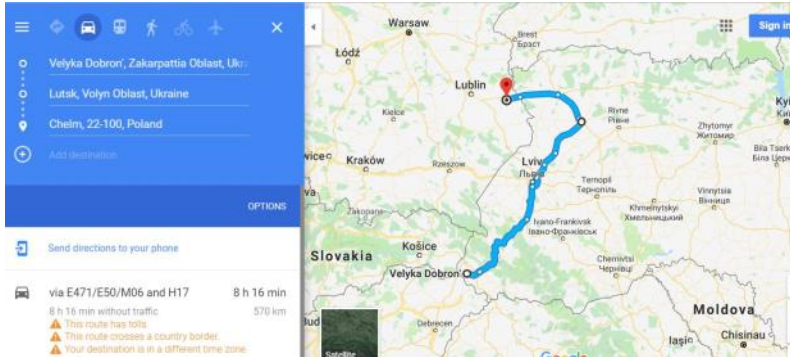 Velyka Dobron', Zakarpattia Oblast, Ukr
Lutsk, Volyn Oblast, Ukraine
Chełm, 22-100, Poland
Add destination
OPTIONS
Send directions to your phone
via E471/E50/M06 and H17 8 h 16 min
8 h 16 min without traffic 570 km
This route has tolls.
This route crosses a country border.
Your destination is in a different time zone.
Sign in
Warsaw
Brest
Брэст
Łódź
Lublin
Kielce
Rivne
Рівне
Zhytomyr
Житомир
Bila Tserk
Біла Церк
Kraków
Rzeszow
Lviv
Львів
Ternopil
Тернопіль
Vinnytsia
Вінниця
Khmelnytskyi
Хмельницький
Zakopane
Ivano-Frankivsk
Івано-Франківськ
Slovakia
Košice
Velyka Dobron'
Chernivtsi
Чернівці
Moldova
Debrecen
Iași
Chisinau
Satellite
Google